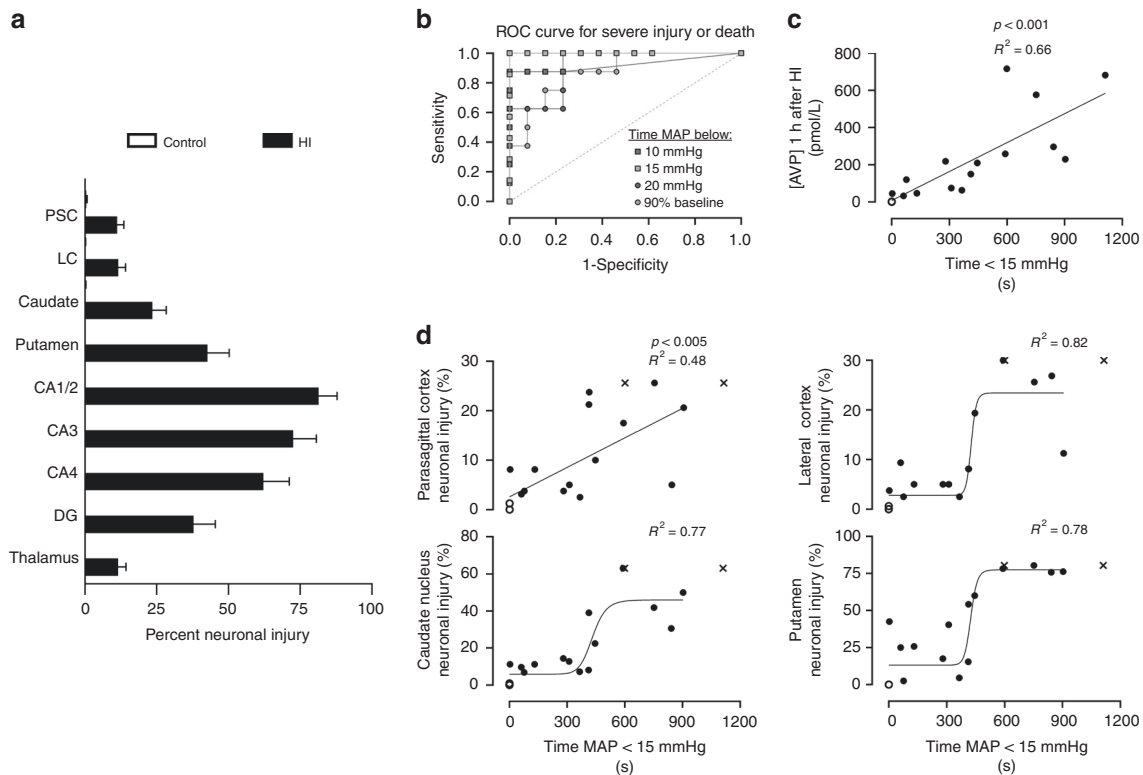 a
Control
HI
PSC
LC
Caudate
Putamen
CA1/2
CA3
CA4
DG
Thalamus
0
25
50
75
100
Percent neuronal injury
b
ROC curve for severe injury or death
1.0
0.8
0.6
0.4
0.2
0.0
Sensitivity
Time MAP below:
10 mmHg
15 mmHg
20 mmHg
90% baseline
0.0
0.2
0.4
0.6
0.8
1.0
1-Specificity
c
p < 0.001
R² = 0.66
800
600
400
200
0
[AVP] 1 h after HI
(pmol/L)
0
300
600
900
1200
Time < 15 mmHg
(s)
d
p < 0.005
R² = 0.48
30
20
10
0
Parasagittal cortex
neuronal injury (%)
R² = 0.82
30
20
10
0
Lateral cortex
neuronal injury (%)
R² = 0.77
80
60
40
20
0
Caudate nucleus
neuronal injury (%)
0
300
600
900
1200
Time MAP < 15 mmHg
(s)
R² = 0.78
100
75
50
25
0
Putamen
neuronal injury (%)
0
300
600
900
1200
Time MAP < 15 mmHg
(s)